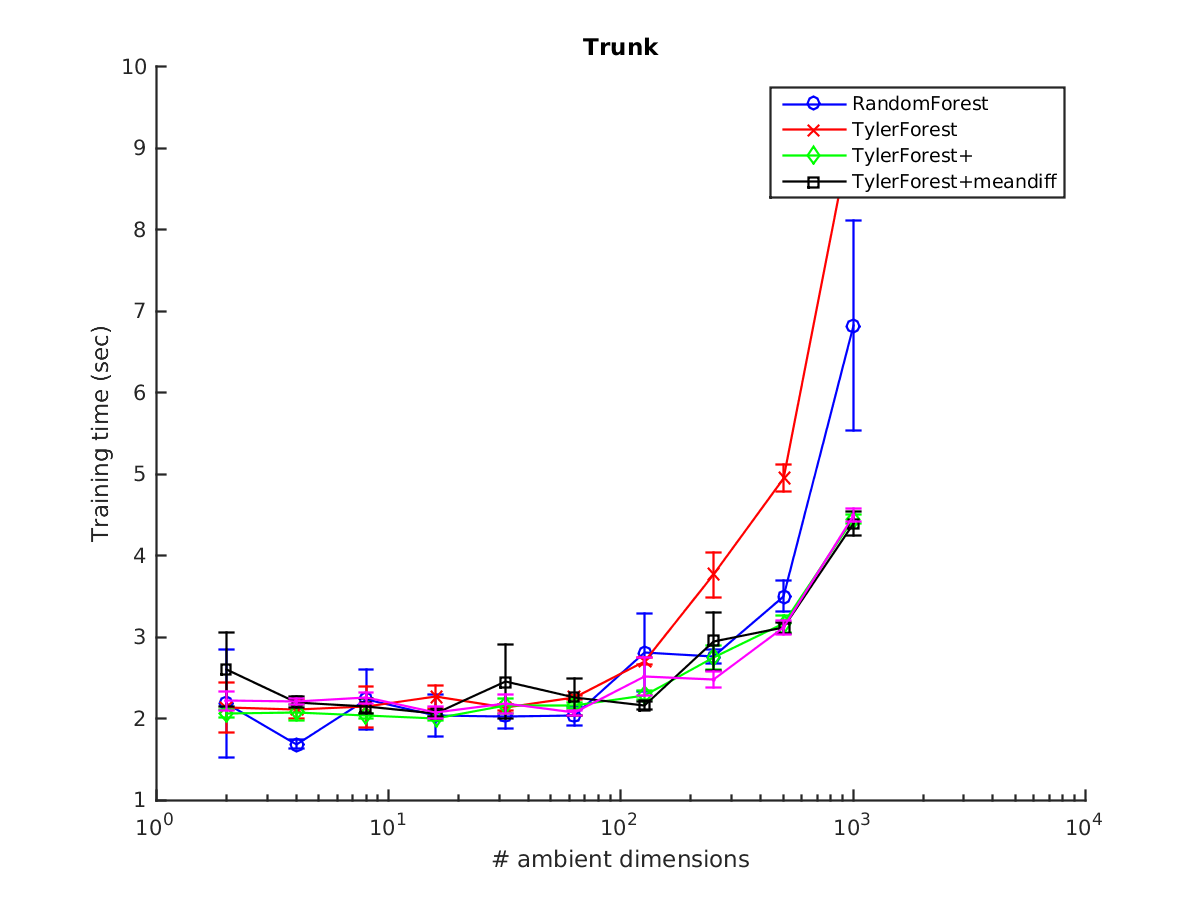 Trunk
10
9
8
7
6
5
4
3
2
1
Training time (sec)
RandomForest
TylerForest
TylerForest+
TylerForest+meandiff
10^0 10^1 10^2 10^3 10^4
# ambient dimensions